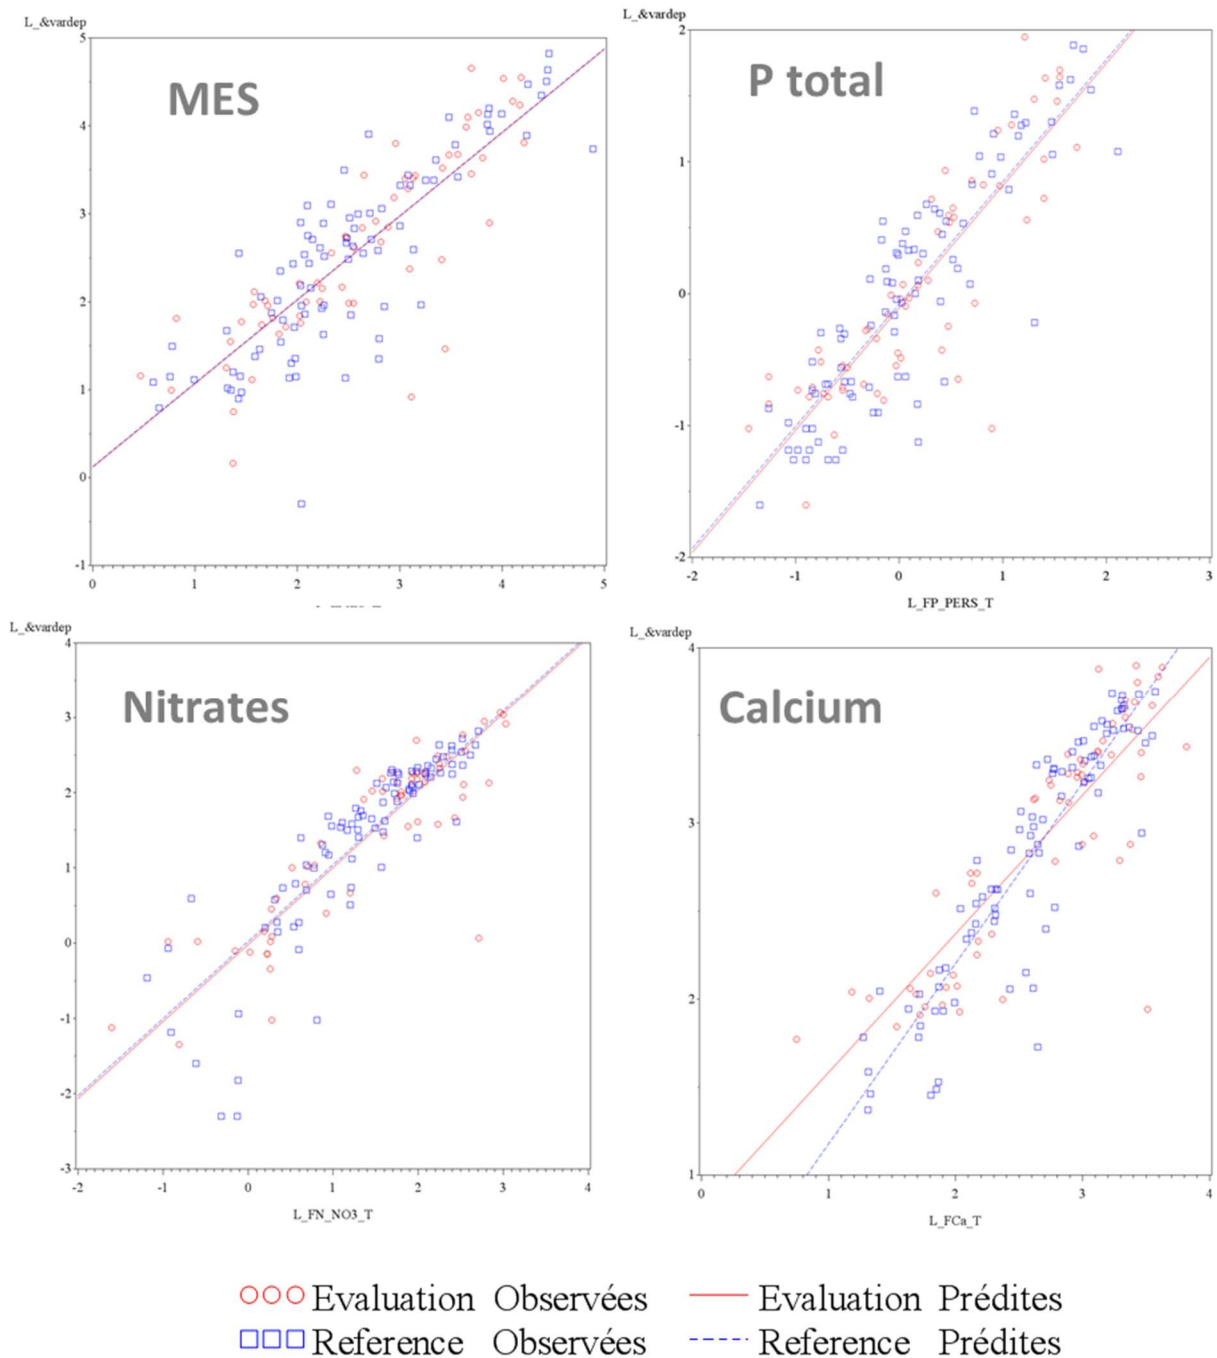 L_&vardep
MES
5
4
3
2
1
0
-1
0 1 2 3 4 5
L_&vardep
P total
2
1
0
-1
-2
-2 -1 0 1 2 3
L_FP_PERS_T
L_&vardep
Nitrates
4
3
2
1
0
-1
-2
-3
-2 -1 0 1 2 3 4
L_FN_NO3_T
L_&vardep
Calcium
4
3
2
1
0 1 2 3 4
L_FCa_T
Evaluation Observées Evaluation Prédites
Reference Observées Reference Prédites